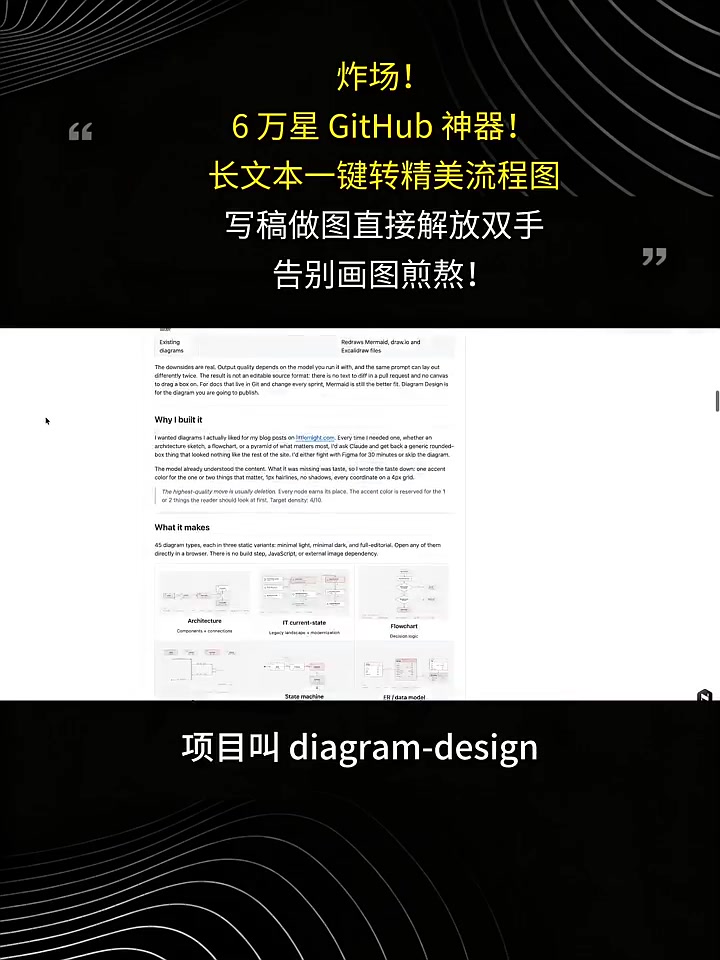 炸场！
6 万星 GitHub 神器！
长文本一键转精美流程图
写稿做图直接解放双手
告别画图煎熬！
Existing diagrams
Redraws Mermaid, draw.io and Excalidraw files
The downsides are real. Output quality depends on the model you run it with, and the same prompt can lay out
differently twice. The result is not an editable source format: there is no text to diff in a pull request and no canvas
to drag a box on. For docs that live in Git and change every sprint, Mermaid is still the better fit. Diagram Design is
for the diagram you are going to publish.
Why I built it
I wanted diagrams I actually liked for my blog posts on littlemight.com. Every time I needed one, whether an
architecture sketch, a flowchart, or a pyramid of what matters most, I'd ask Claude and get back a generic rounded-
box thing that looked nothing like the rest of the site. I'd either fight with Figma for 30 minutes or skip the diagram.
The model already understood the content. What it was missing was taste, so I wrote the taste down: one accent
color for the one or two things that matter, 1px hairlines, no shadows, every coordinate on a 4px grid.
The highest-quality move is usually deletion. Every node earns its place. The accent color is reserved for the 1
or 2 things the reader should look at first. Target density: 4/10.
What it makes
45 diagram types, each in three static variants: minimal light, minimal dark, and full-editorial. Open any of them
directly in a browser. There is no build step, JavaScript, or external image dependency.
Architecture
Components + connections
IT current-state
Legacy landscape + modernization
Flowchart
Decision logic
State machine
ER / data model
项目叫 diagram-design